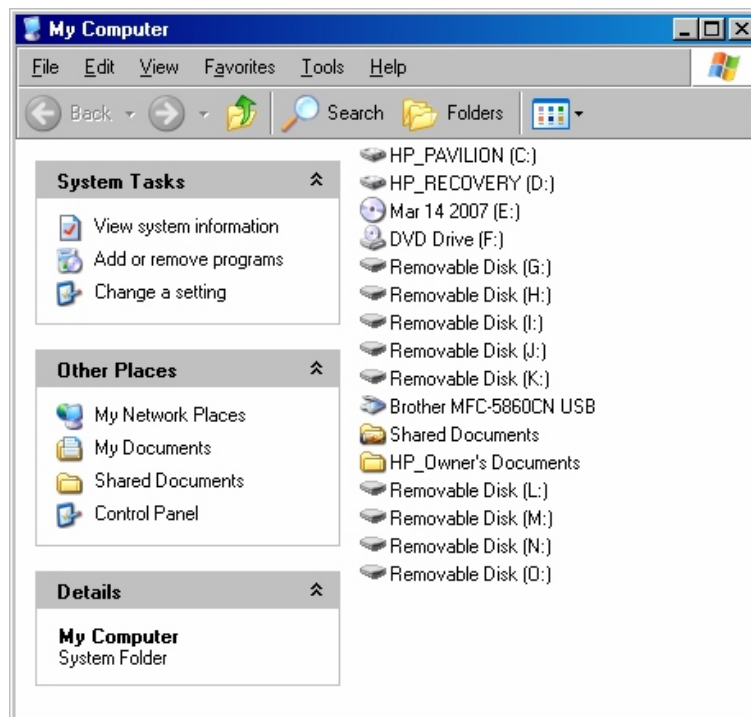 My Computer
File Edit View Favorites Tools Help
Back Search Folders
System Tasks
View system information
Add or remove programs
Change a setting
Other Places
My Network Places
My Documents
Shared Documents
Control Panel
Details
My Computer
System Folder
HP_PAVILION (C:)
HP_RECOVERY (D:)
Mar 14 2007 (E:)
DVD Drive (F:)
Removable Disk (G:)
Removable Disk (H:)
Removable Disk (I:)
Removable Disk (J:)
Removable Disk (K:)
Brother MFC-5860CN USB
Shared Documents
HP_Owner's Documents
Removable Disk (L:)
Removable Disk (M:)
Removable Disk (N:)
Removable Disk (O:)